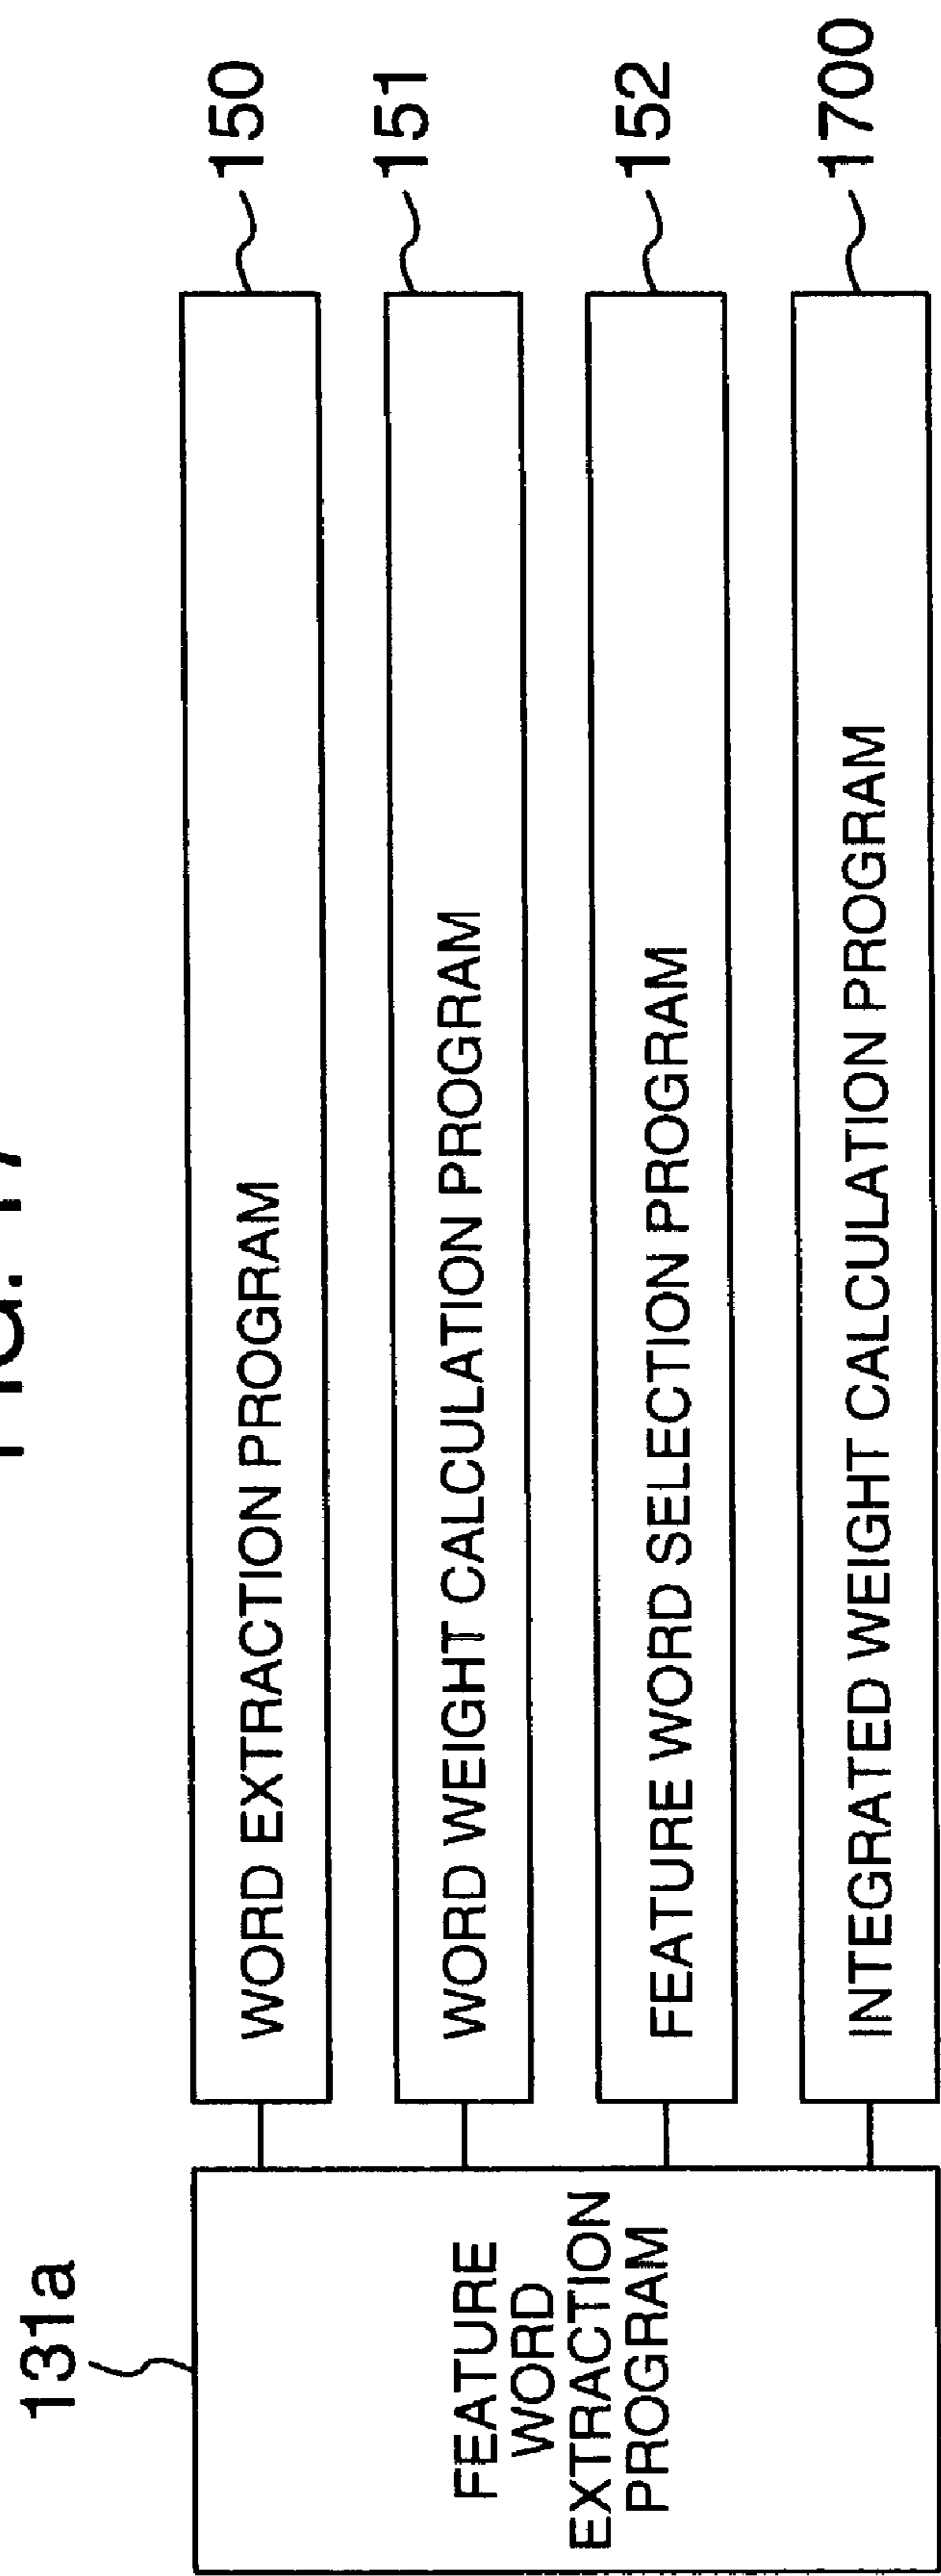 FIG. 17
131a
FEATURE
WORD
EXTRACTION
PROGRAM
WORD EXTRACTION PROGRAM
150
WORD WEIGHT CALCULATION PROGRAM
151
FEATURE WORD SELECTION PROGRAM
152
INTEGRATED WEIGHT CALCULATION PROGRAM
1700